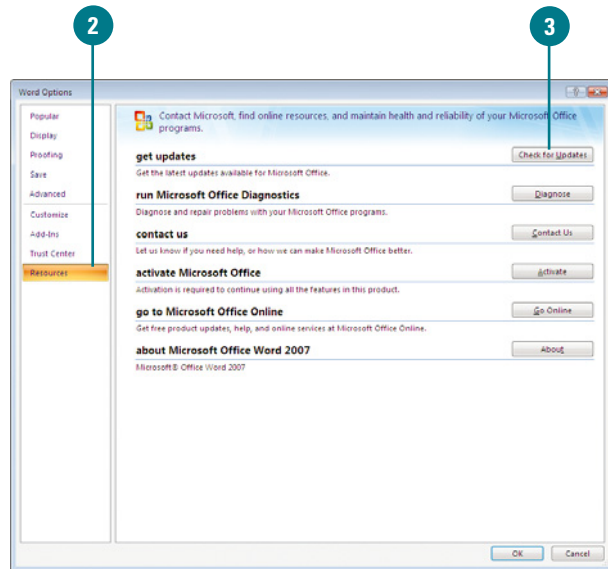 2
3
Word Options
Popular
Display
Proofing
Save
Advanced
Customize
Add-Ins
Trust Center
Resources
Contact Microsoft, find online resources, and maintain health and reliability of your Microsoft Office
programs.
get updates
Check for Updates
Get the latest updates available for Microsoft Office.
run Microsoft Office Diagnostics
Diagnose
Diagnose and repair problems with your Microsoft Office programs.
contact us
Contact Us
Let us know if you need help, or how we can make Microsoft Office better.
activate Microsoft Office
Activate
Activation is required to continue using all the features in this product.
go to Microsoft Office Online
Go Online
Get free product updates, help, and online services at Microsoft Office Online.
about Microsoft Office Word 2007
About
Microsoft® Office Word 2007
OK
Cancel